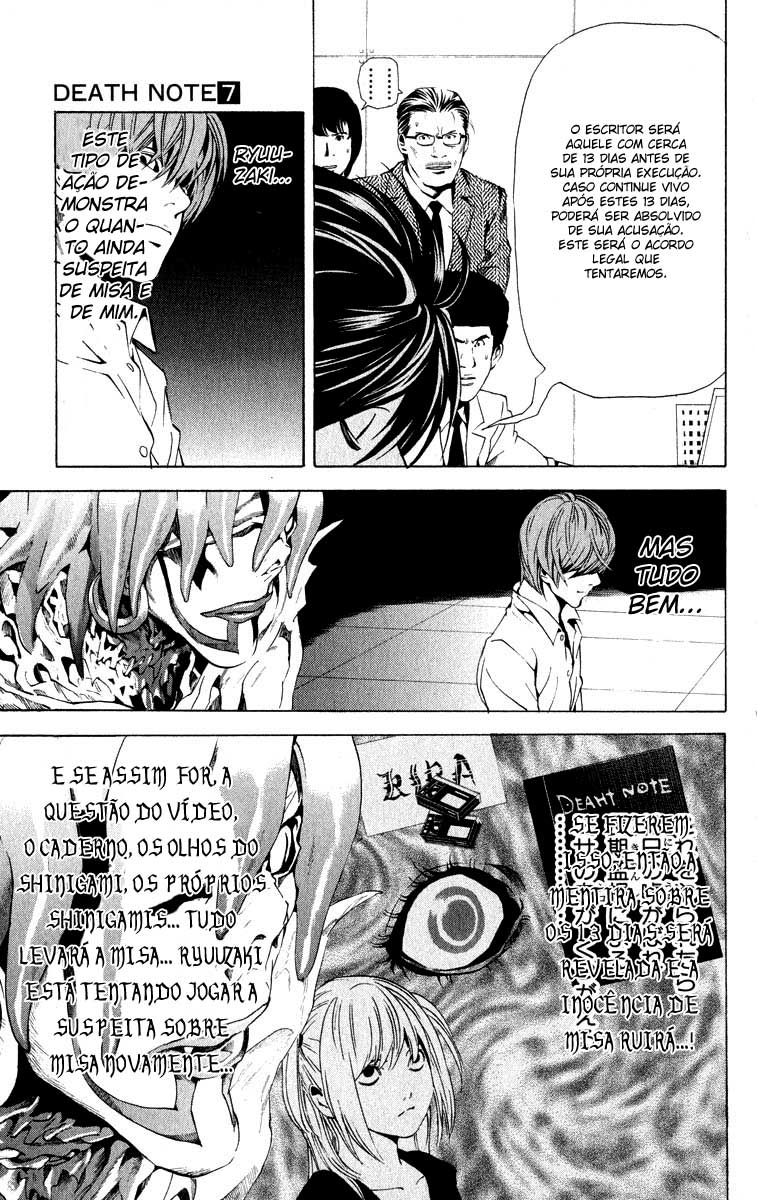 DEATH NOTE 7
......
O ESCRITOR SERÁ
AQUELE COM CERCA
DE 13 DIAS ANTES DE
SUA PRÓPRIA EXECUÇÃO.
CASO CONTINUE VIVO
APÓS ESTES 13 DIAS,
PODERÁ SER ABSOLVIDO
DE SUA ACUSAÇÃO.
ESTE SERÁ O ACORDO
LEGAL QUE
TENTAREMOS.
RYUU-
ZAKI...
ESTE
TIPO DE
AÇÃO DE-
MONSTRA
O QUAN-
TO AINDA
SUSPEITA
DE MISA E
DE MIM.
MAS
TUDO
BEM...
KIRA
DEAHT NOTE
SE FIZEREM
ISSO, ENTÃO A
MENTIRA SOBRE
OS 13 DIAS SERÁ
REVELADA E A
INOCÊNCIA DE
MISA RUIRÁ...!
E SE ASSIM FOR, A
QUESTÃO DO VÍDEO,
O CADERNO, OS OLHOS DO
SHINIGAMI, OS PRÓPRIOS
SHINIGAMIS... TUDO
LEVARÁ A MISA... RYUUZAKI
ESTÁ TENTANDO JOGAR A
SUSPEITA SOBRE
MISA NOVAMENTE...